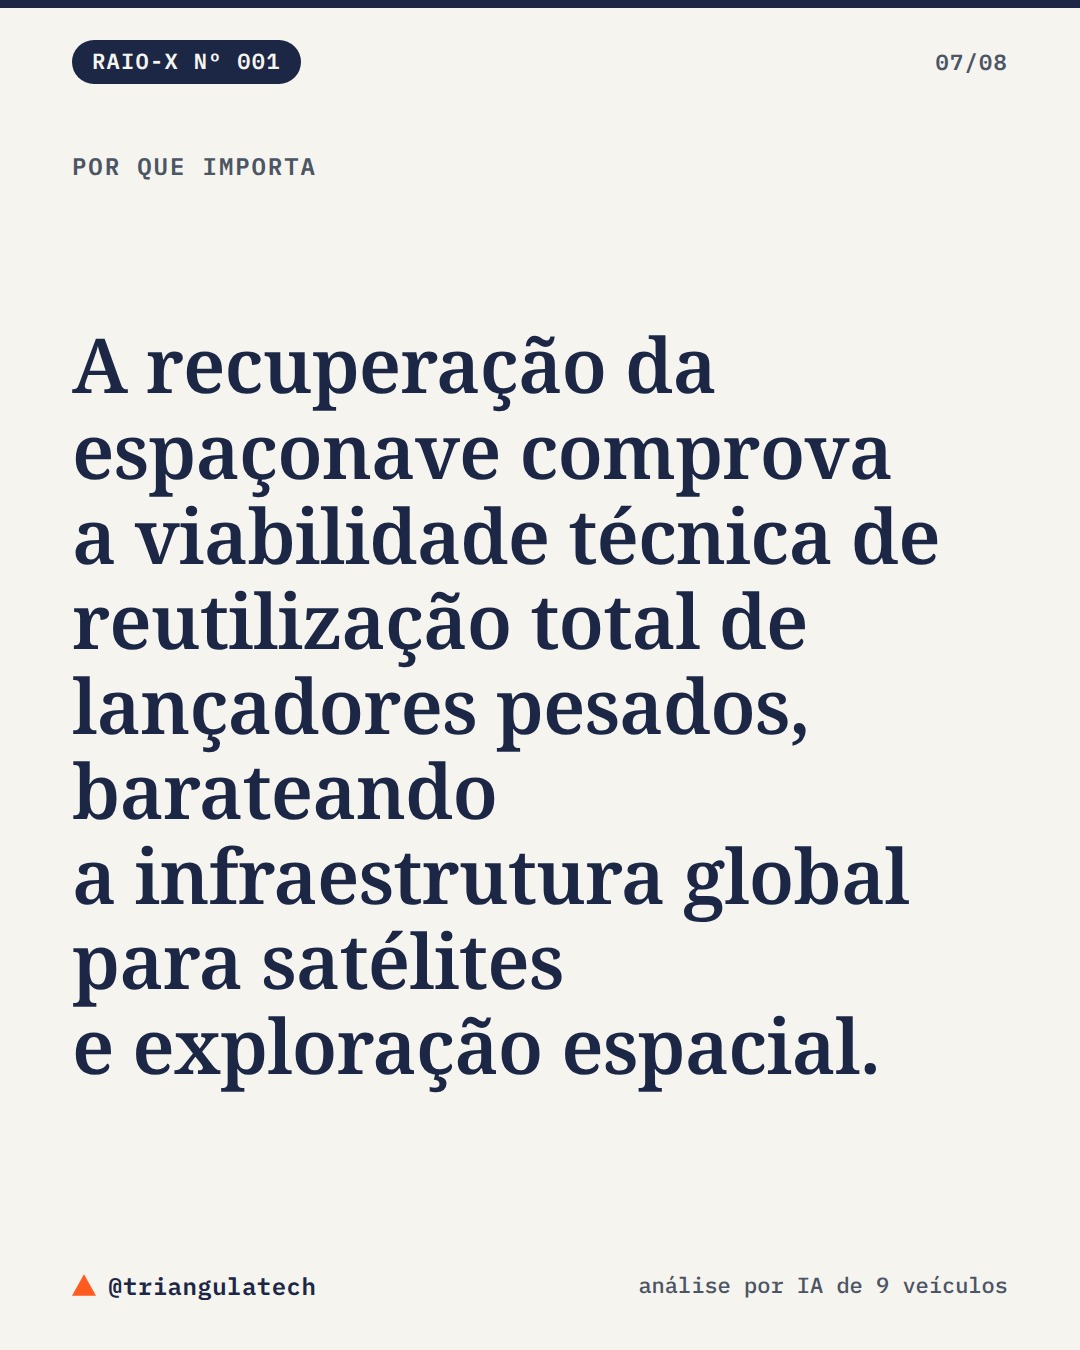 RAIO-X Nº 001
07/08
POR QUE IMPORTA
A recuperação da
espaçonave comprova
a viabilidade técnica de
reutilização total de
lançadores pesados,
barateando
a infraestrutura global
para satélites
e exploração espacial.
@triangulatech
análise por IA de 9 veículos